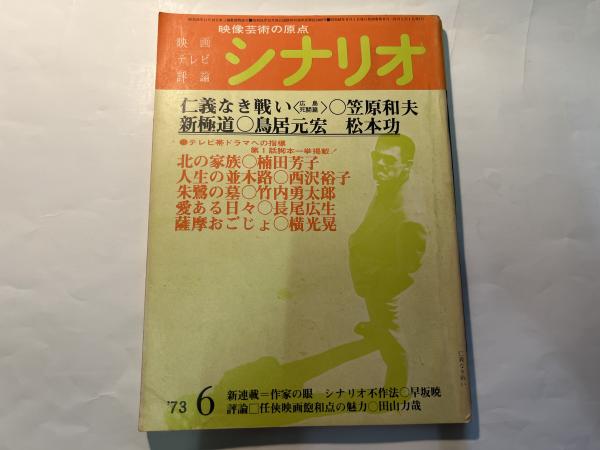 映像芸術の原点
映画
テレビ
評論
シナリオ
仁義なき戦い〈広島死闘篇〉○笠原和夫
新極道○鳥居元宏 松本功
●テレビ帯ドラマへの指標
第1話脚本一挙掲載!
北の家族○楠田芳子
人生の並木路○西沢裕子
朱鷺の墓○竹内勇太郎
愛ある日々○長尾広生
薩摩おごじょ○横光晃
'73 6
新連載=作家の眼 シナリオ不作法○早坂暁
評論□任侠映画飽和点の魅力○田山力哉